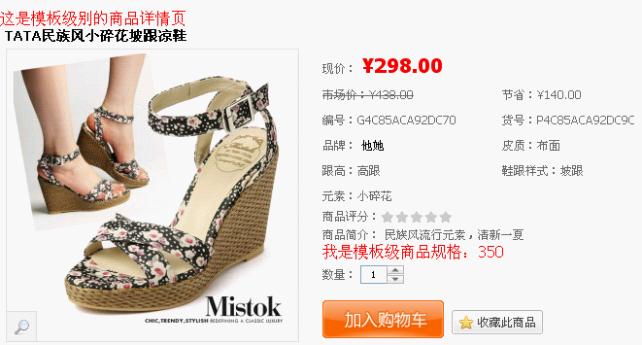 这是模板级别的商品详情页
TATA民族风小碎花坡跟凉鞋
现价： ¥298.00
市场价：¥438.00 节省：¥140.00
编号：G4C85ACA92DC70 货号：P4C85ACA92DC9C
品牌： 他她 皮质：布面
跟高：高跟 鞋跟样式：坡跟
元素：小碎花
商品评分：
商品简介： 民族风流行元素，清新一夏
我是模板级商品规格：350
数量： 1
加入购物车 收藏此商品
Mistok
CHIC,TRENDY,STYLISH REDEFINING A CLASSIC LUXURY